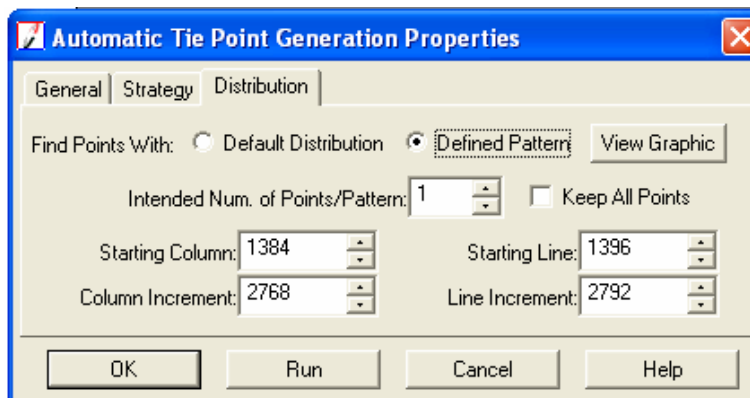 Automatic Tie Point Generation Properties
General Strategy Distribution
Find Points With: Default Distribution Defined Pattern View Graphic
Intended Num. of Points/Pattern: 1 Keep All Points
Starting Column: 1384 Starting Line: 1396
Column Increment: 2768 Line Increment: 2792
OK Run Cancel Help